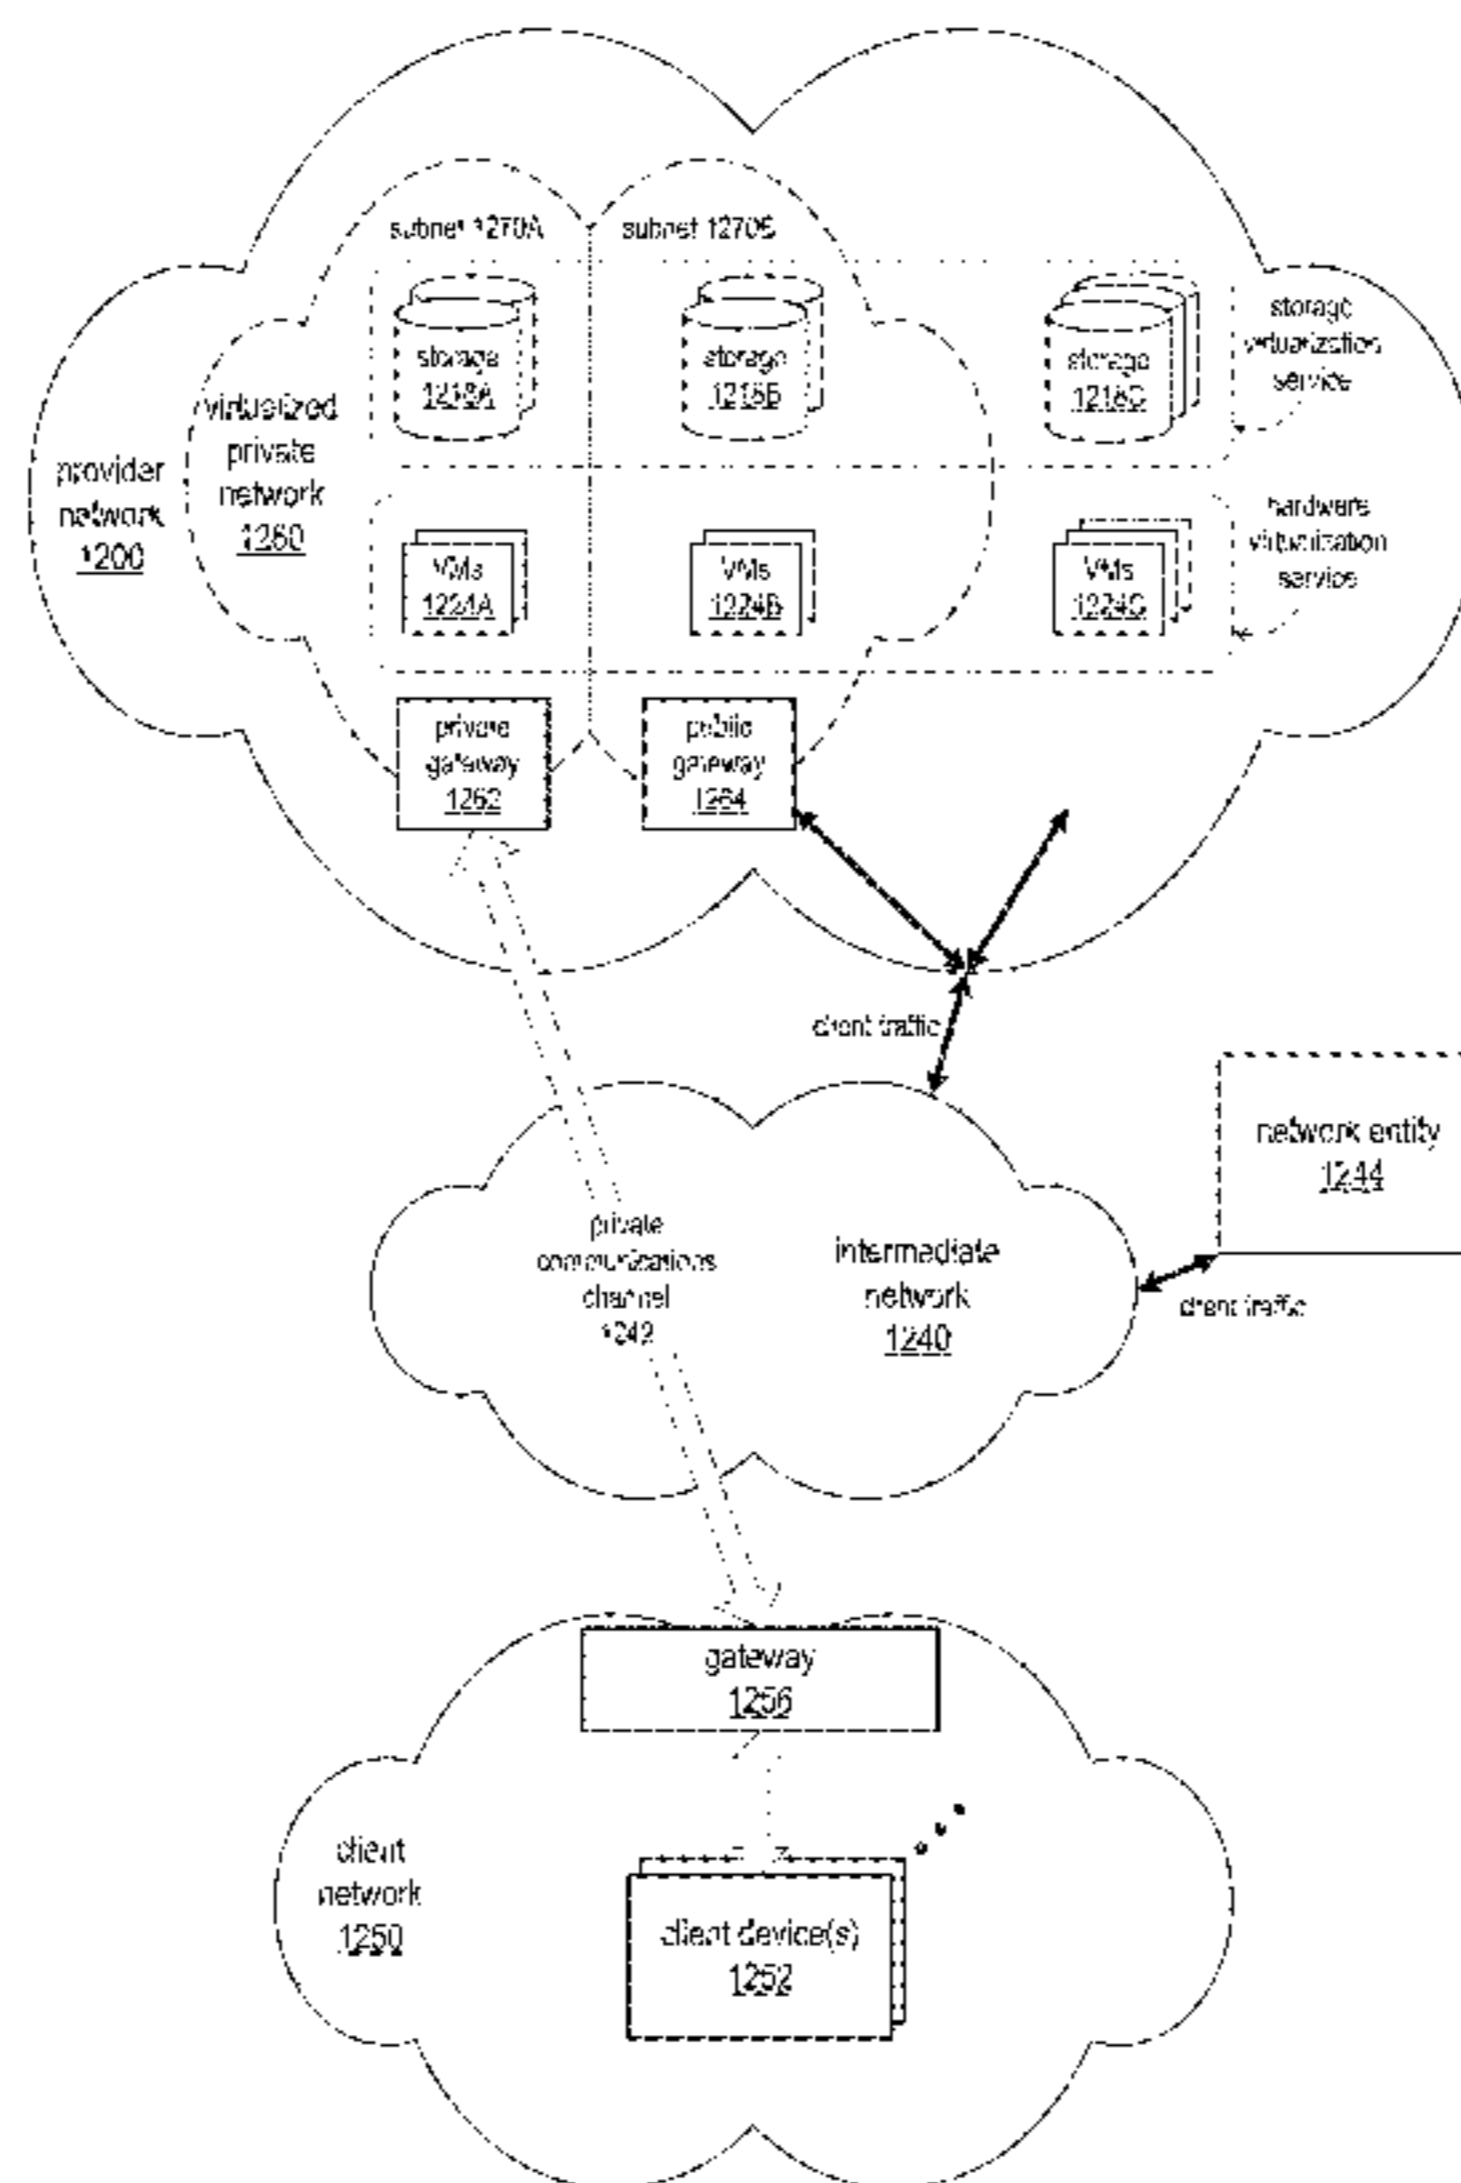 subnet 1270A
subnet 1270B
storage
1218A
storage
1218B
storage
1218C
storage
virtualization
service
virtualized
private
network
1260
provider
network
1200
VMs
1224A
VMs
1224B
VMs
1224C
hardware
virtualization
service
private
gateway
1262
public
gateway
1264
client traffic
network entity
1244
private
communications
channel
1242
intermediate
network
1240
client traffic
gateway
1256
client
network
1250
client device(s)
1252